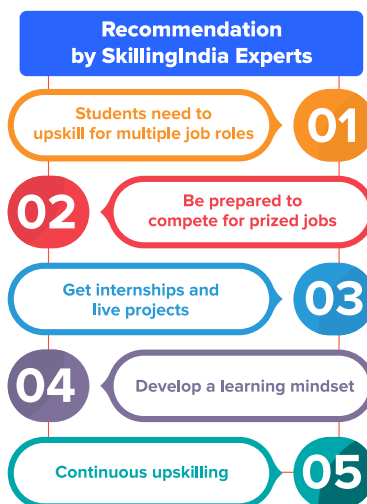 Recommendation
by SkillingIndia Experts
Students need to
upskill for multiple job roles
01
02
Be prepared to
compete for prized jobs
Get internships and
live projects
03
04
Develop a learning mindset
Continuous upskilling
05